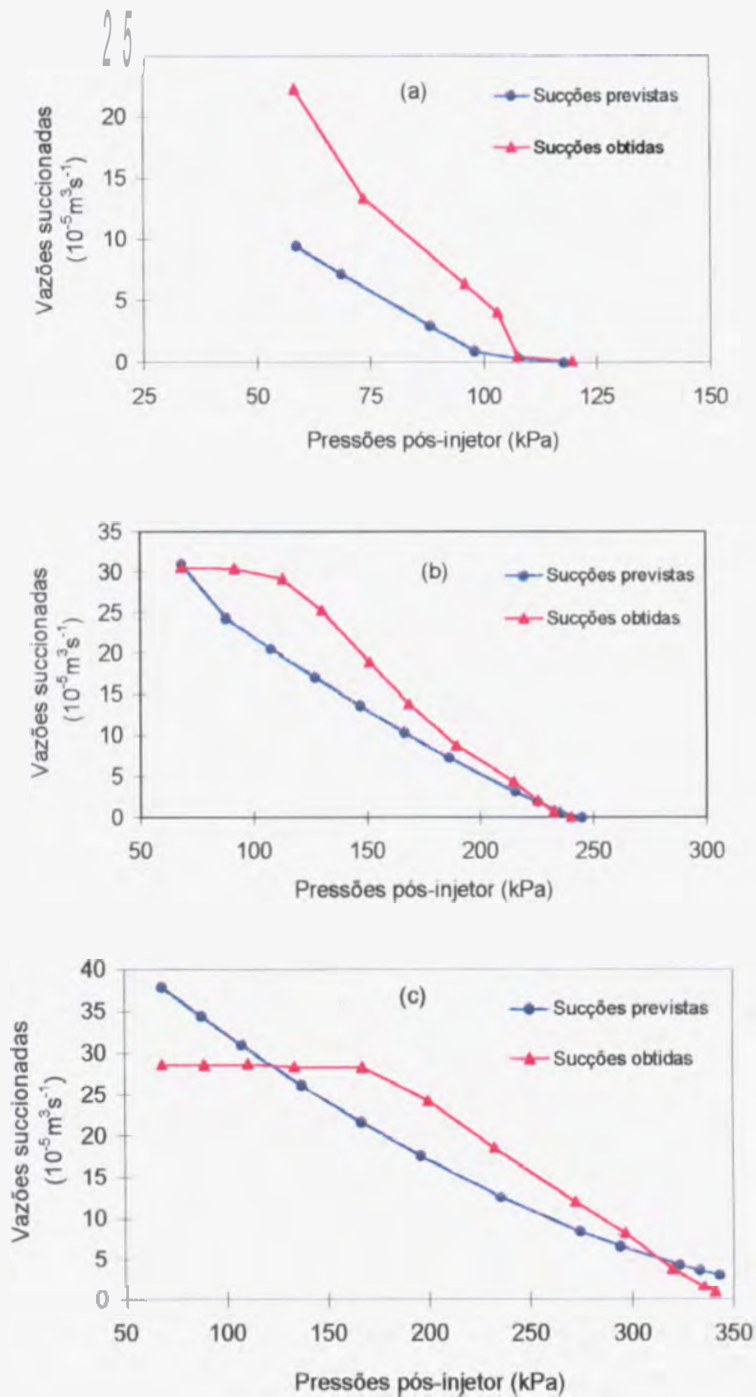 25
(a)
Sucções previstas
Sucções obtidas
20
15
10
5
0
25
50
75
100
125
150
Vazões succionadas
(10⁻⁵m³s⁻¹)
Pressões pós-injetor (kPa)
35
30
25
20
15
10
5
0
(b)
Sucções previstas
Sucções obtidas
50
100
150
200
250
300
Vazões succionadas
(10⁻⁵m³s⁻¹)
Pressões pós-injetor (kPa)
40
35
30
25
20
15
10
5
0
(c)
Sucções previstas
Sucções obtidas
50
100
150
200
250
300
350
Vazões succionadas
(10⁻⁵m³s⁻¹)
Pressões pós-injetor (kPa)